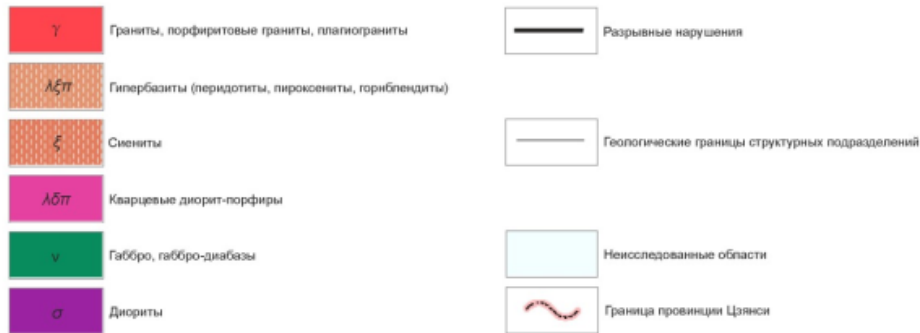 γ Граниты, порфиритовые граниты, плагиограниты
λξπ Гипербазиты (перидотиты, пироксениты, горнблендиты)
ξ Сиениты
λδπ Кварцевые диорит-порфиры
ν Габбро, габбро-диабазы
σ Диориты
Разрывные нарушения
Геологические границы структурных подразделений
Неисследованные области
Граница провинции Цзянси